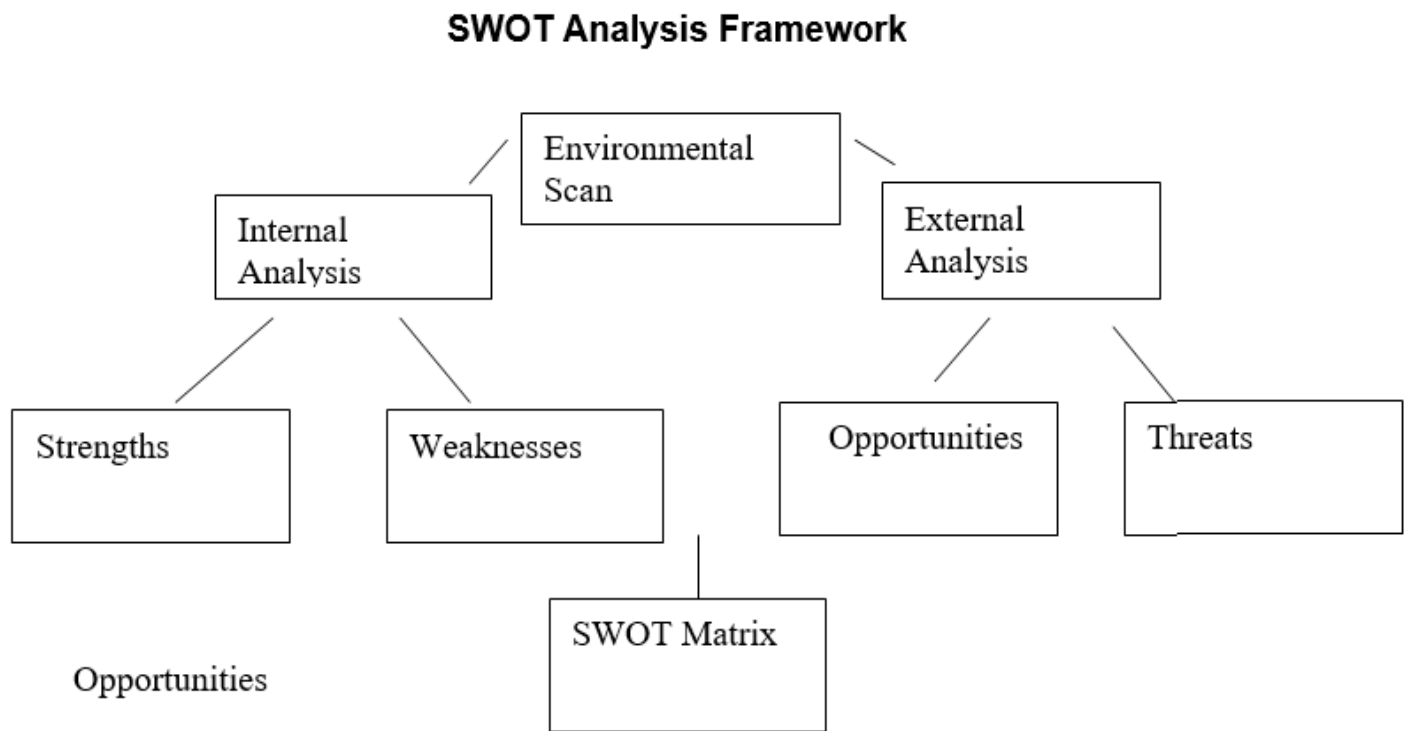 SWOT Analysis Framework
Environmental
Scan
Internal
Analysis
External
Analysis
Strengths
Weaknesses
Opportunities
Threats
SWOT Matrix
Opportunities